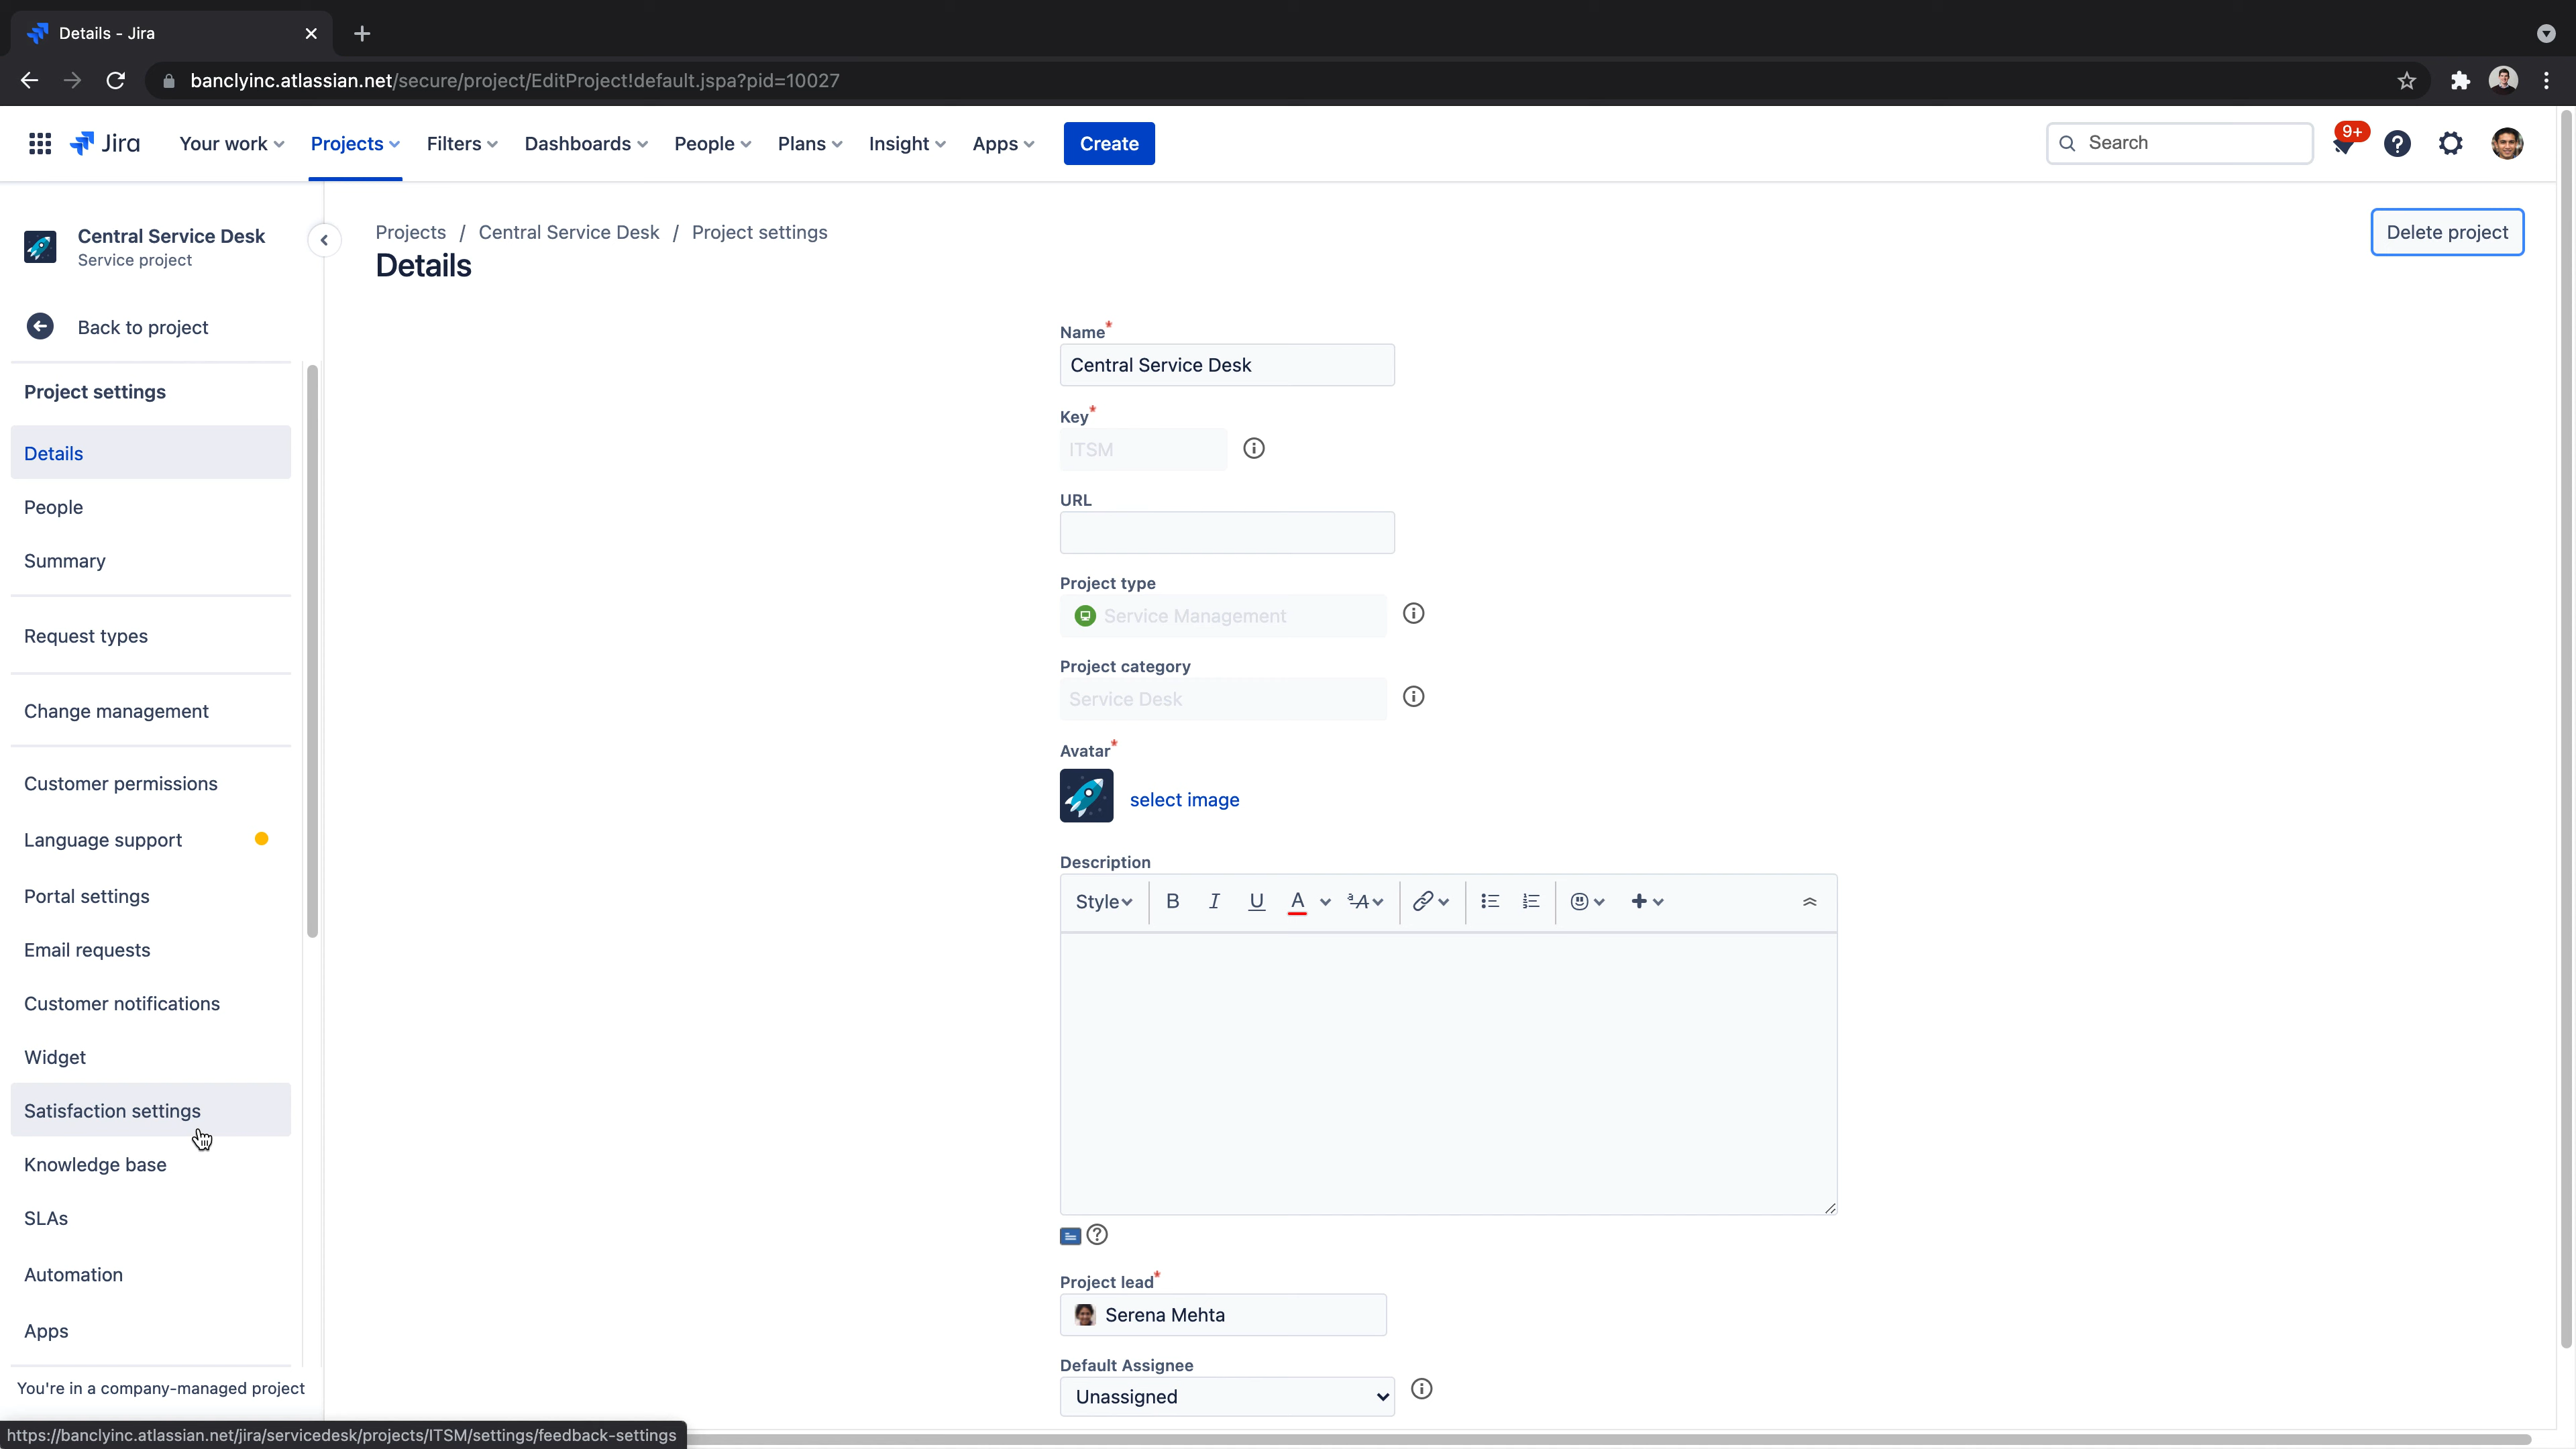 Details - Jira
banclyinc.atlassian.net/secure/project/EditProject!default.jspa?pid=10027
Jira
Your work
Projects
Filters
Dashboards
People
Plans
Insight
Apps
Create
Search
9+
Central Service Desk
Service project
Back to project
Project settings
Details
People
Summary
Request types
Change management
Customer permissions
Language support
Portal settings
Email requests
Customer notifications
Widget
Satisfaction settings
Knowledge base
SLAs
Automation
Apps
You're in a company-managed project
https://banclyinc.atlassian.net/jira/servicedesk/projects/ITSM/settings/feedback-settings
Projects / Central Service Desk / Project settings
Details
Delete project
Name*
Central Service Desk
Key*
ITSM
URL
Project type
Service Management
Project category
Service Desk
Avatar*
select image
Description
Style
B I U A ªA
Project lead*
Serena Mehta
Default Assignee
Unassigned